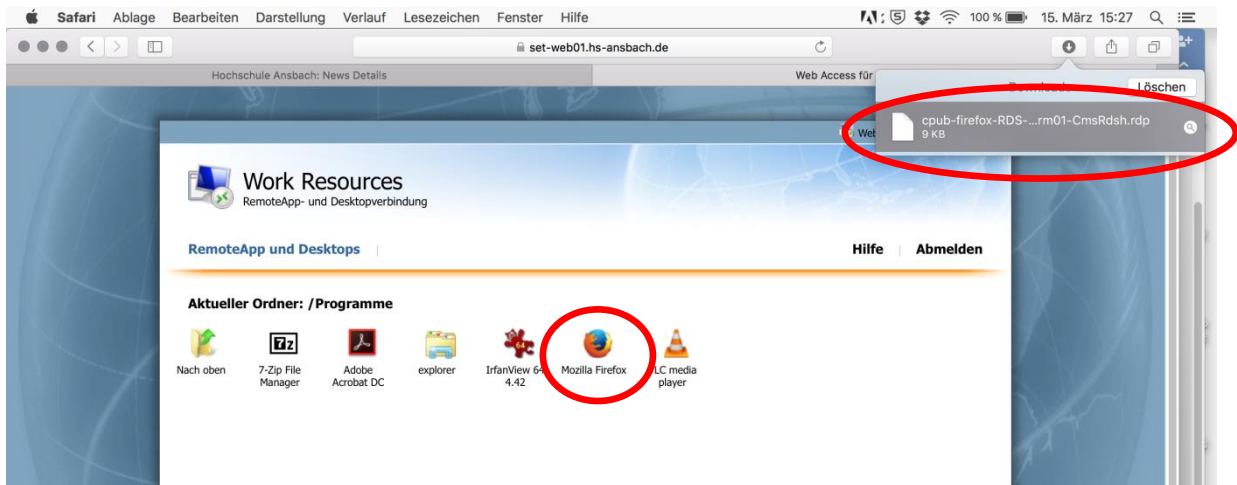 Safari Ablage Bearbeiten Darstellung Verlauf Lesezeichen Fenster Hilfe 5 100 % 15. März 15:27
set-web01.hs-ansbach.de
Hochschule Ansbach: News Details
Web Access für
Löschen
cpub-firefox-RDS-...rm01-CmsRdsh.rdp
9 KB
Work Resources
RemoteApp- und Desktopverbindung
RemoteApp und Desktops
Hilfe Abmelden
Aktueller Ordner: /Programme
7z
64
Nach oben
7-Zip File
Manager
Adobe
Acrobat DC
explorer
IrfanView 64
4.42
Mozilla Firefox
LC media
player